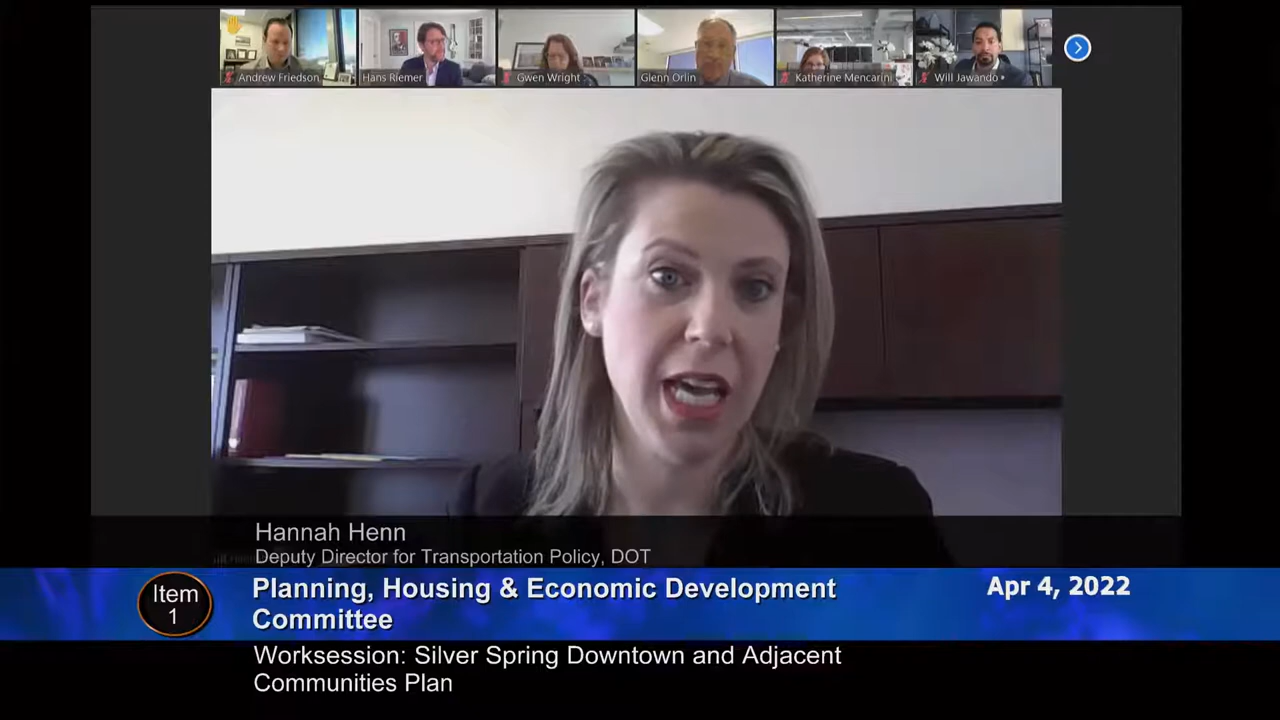 Andrew Friedson
Hans Riemer
Gwen Wright
Glenn Orlin
Katherine Mencarini
Will Jawando
Hannah Henn
Deputy Director for Transportation Policy, DOT
Item
1
Planning, Housing & Economic Development
Committee
Apr 4, 2022
Worksession: Silver Spring Downtown and Adjacent
Communities Plan